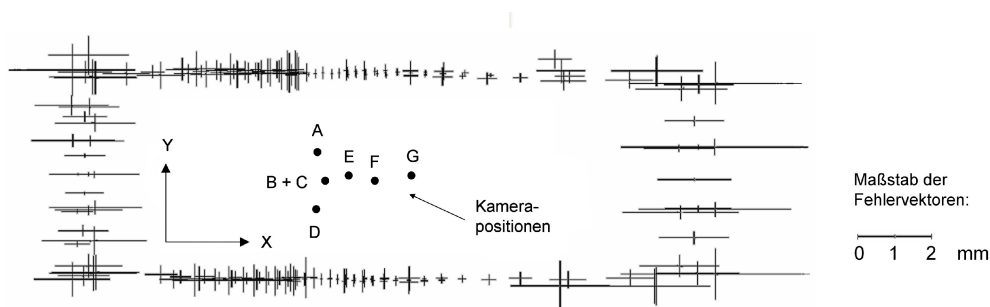 A
Y
E
F
G
B + C
D
X
Kamera-
positionen
Maßstab der
Fehlervektoren:
0 1 2 mm